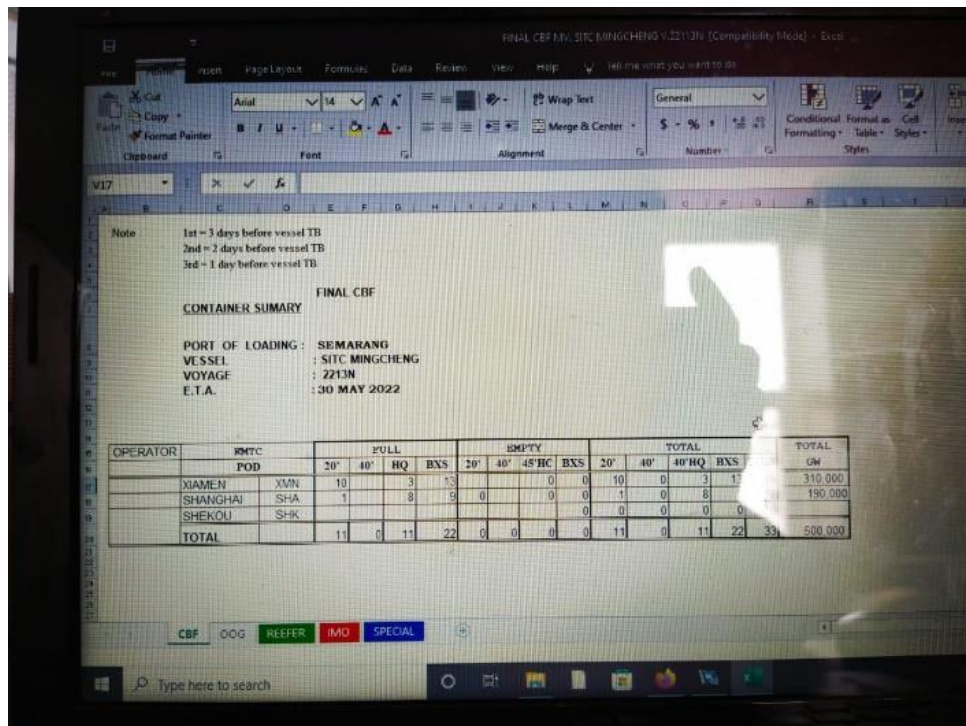 FINAL CBF MV. SITC MINGCHENG V.2213N [Compatibility Mode] - Excel
File Home Insert Page Layout Formulas Data Review View Help Tell me what you want to do
Cut
Copy
Format Painter
Paste
Arial 14
B I U
Wrap Text
Merge & Center
General
$ - % ,
Conditional Formatting
Format as Table
Cell Styles
Clipboard Font Alignment Number Styles
V17 fx
Note 1st = 3 days before vessel TB
2nd = 2 days before vessel TB
3rd = 1 day before vessel TB
FINAL CBF
CONTAINER SUMARY
PORT OF LOADING : SEMARANG
VESSEL : SITC MINGCHENG
VOYAGE : 2213N
E.T.A. : 30 MAY 2022
OPERATOR KMTC FULL EMPTY TOTAL TOTAL
POD 20' 40' HQ BXS 20' 40' 45'HC BXS 20' 40' 40'HQ BXS GW
XIAMEN XMN 10 3 13 0 0 10 0 3 13 310,000
SHANGHAI SHA 1 8 9 0 0 0 1 0 8 190,000
SHEKOU SHK 0 0 0 0 0
TOTAL 11 0 11 22 0 0 0 0 11 0 11 22 33 500,000
CBF OOG REEFER IMO SPECIAL
Type here to search